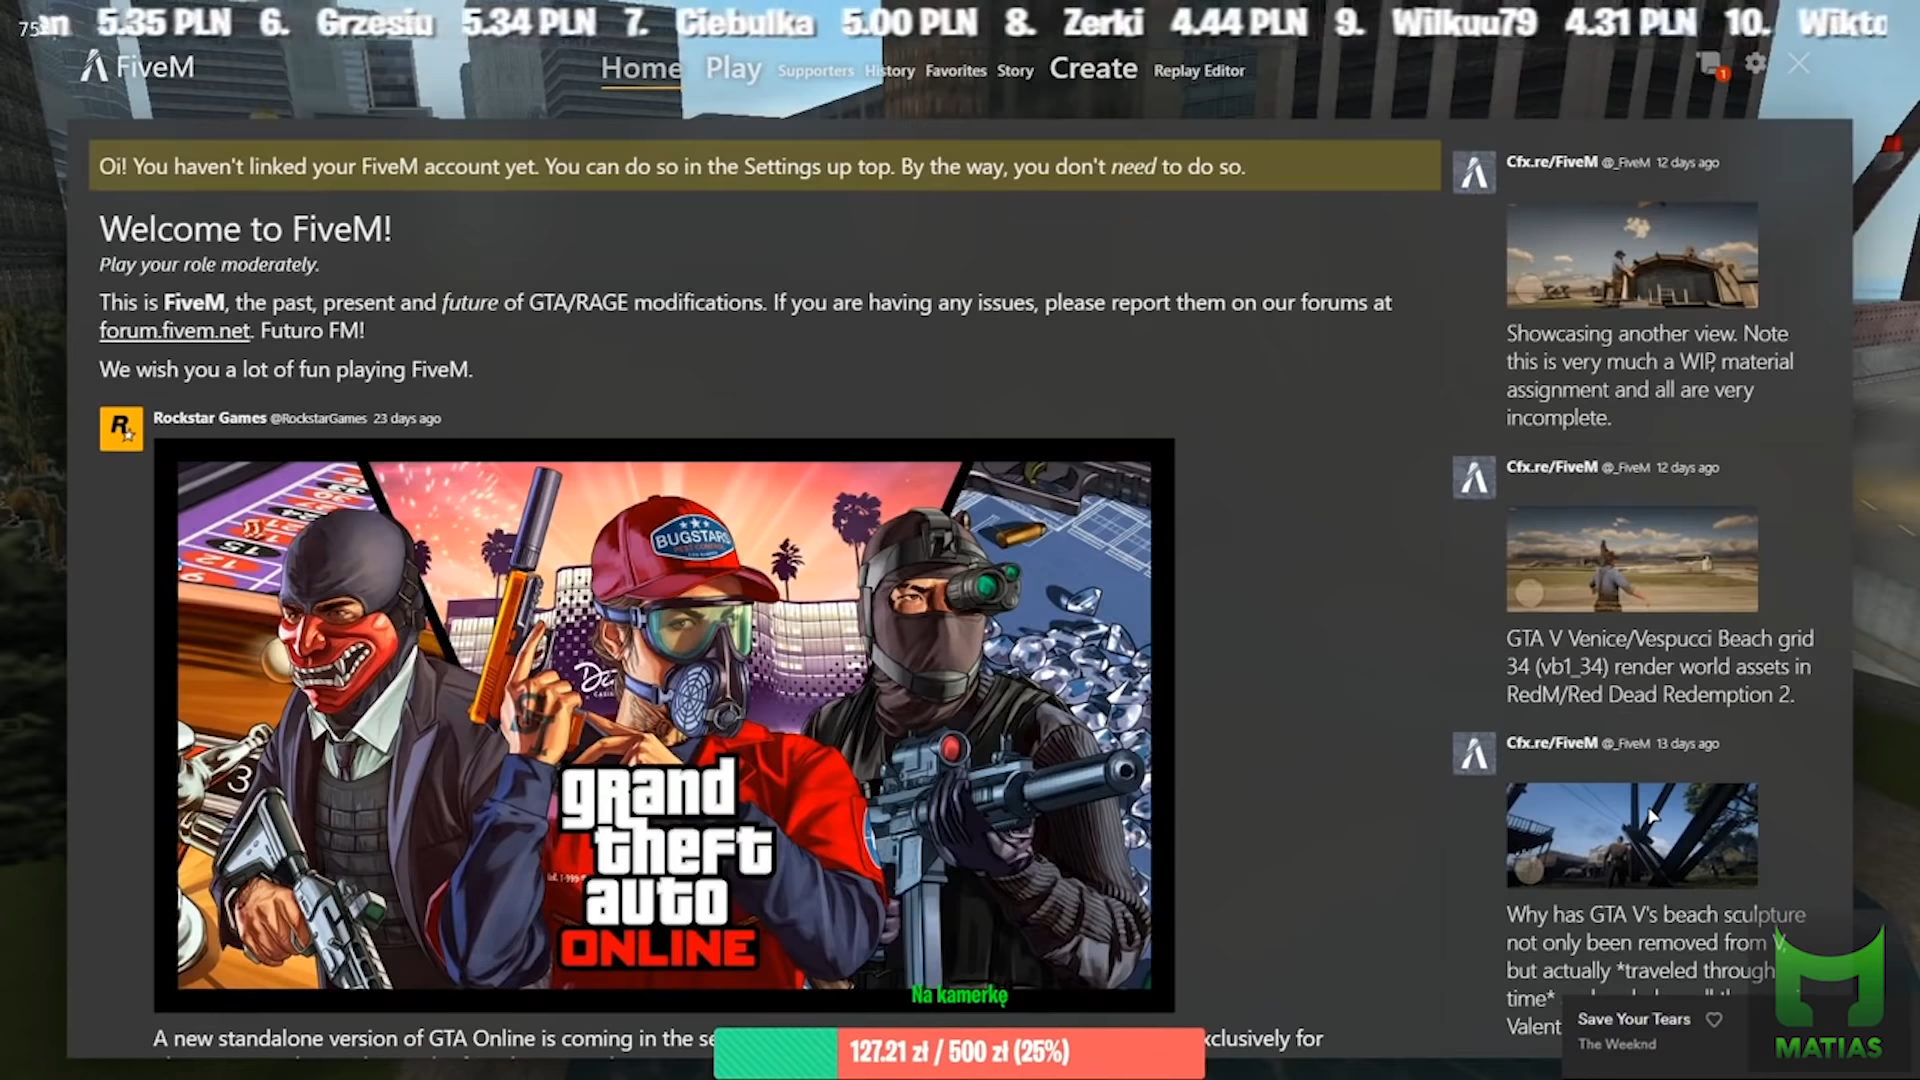 5.35 PLN 6. Grzesiu 5.34 PLN 7. Ciebulka 5.00 PLN 8. Zerki 4.44 PLN 9. Wilkuu79 4.31 PLN 10.
FiveM
Home Play Supporters History Favorites Story Create Replay Editor
1
Oi! You haven't linked your FiveM account yet. You can do so in the Settings up top. By the way, you don't need to do so.
Welcome to FiveM!
Play your role moderately.
This is FiveM, the past, present and future of GTA/RAGE modifications. If you are having any issues, please report them on our forums at
forum.fivem.net. Futuro FM!
We wish you a lot of fun playing FiveM.
Rockstar Games @RockstarGames 23 days ago
BUGSTARS
PEST CONTROL
grand
theft
auto
ONLINE
Na kamerkę
A new standalone version of GTA Online is coming in the
xclusively for
127.21 zł / 500 zł (25%)
Cfx.re/FiveM @_FiveM 12 days ago
Showcasing another view. Note
this is very much a WIP, material
assignment and all are very
incomplete.
Cfx.re/FiveM @_FiveM 12 days ago
GTA V Venice/Vespucci Beach grid
34 (vb1_34) render world assets in
RedM/Red Dead Redemption 2.
Cfx.re/FiveM @_FiveM 13 days ago
Why has GTA V's beach sculpture
not only been removed from V,
but actually *traveled through
time*
Valent
Save Your Tears
The Weeknd
MATIAS